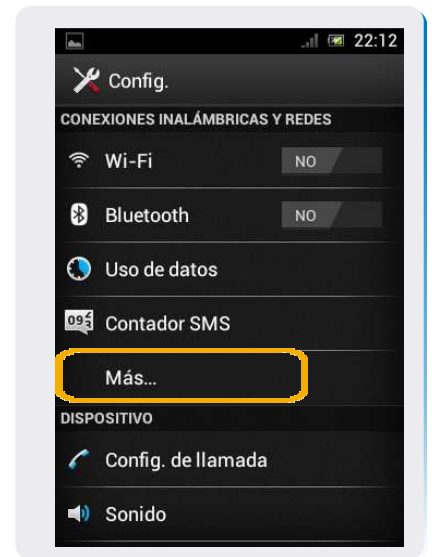 22:12
Config.
CONEXIONES INALÁMBRICAS Y REDES
Wi-Fi NO
Bluetooth NO
Uso de datos
Contador SMS
Más...
DISPOSITIVO
Config. de llamada
Sonido